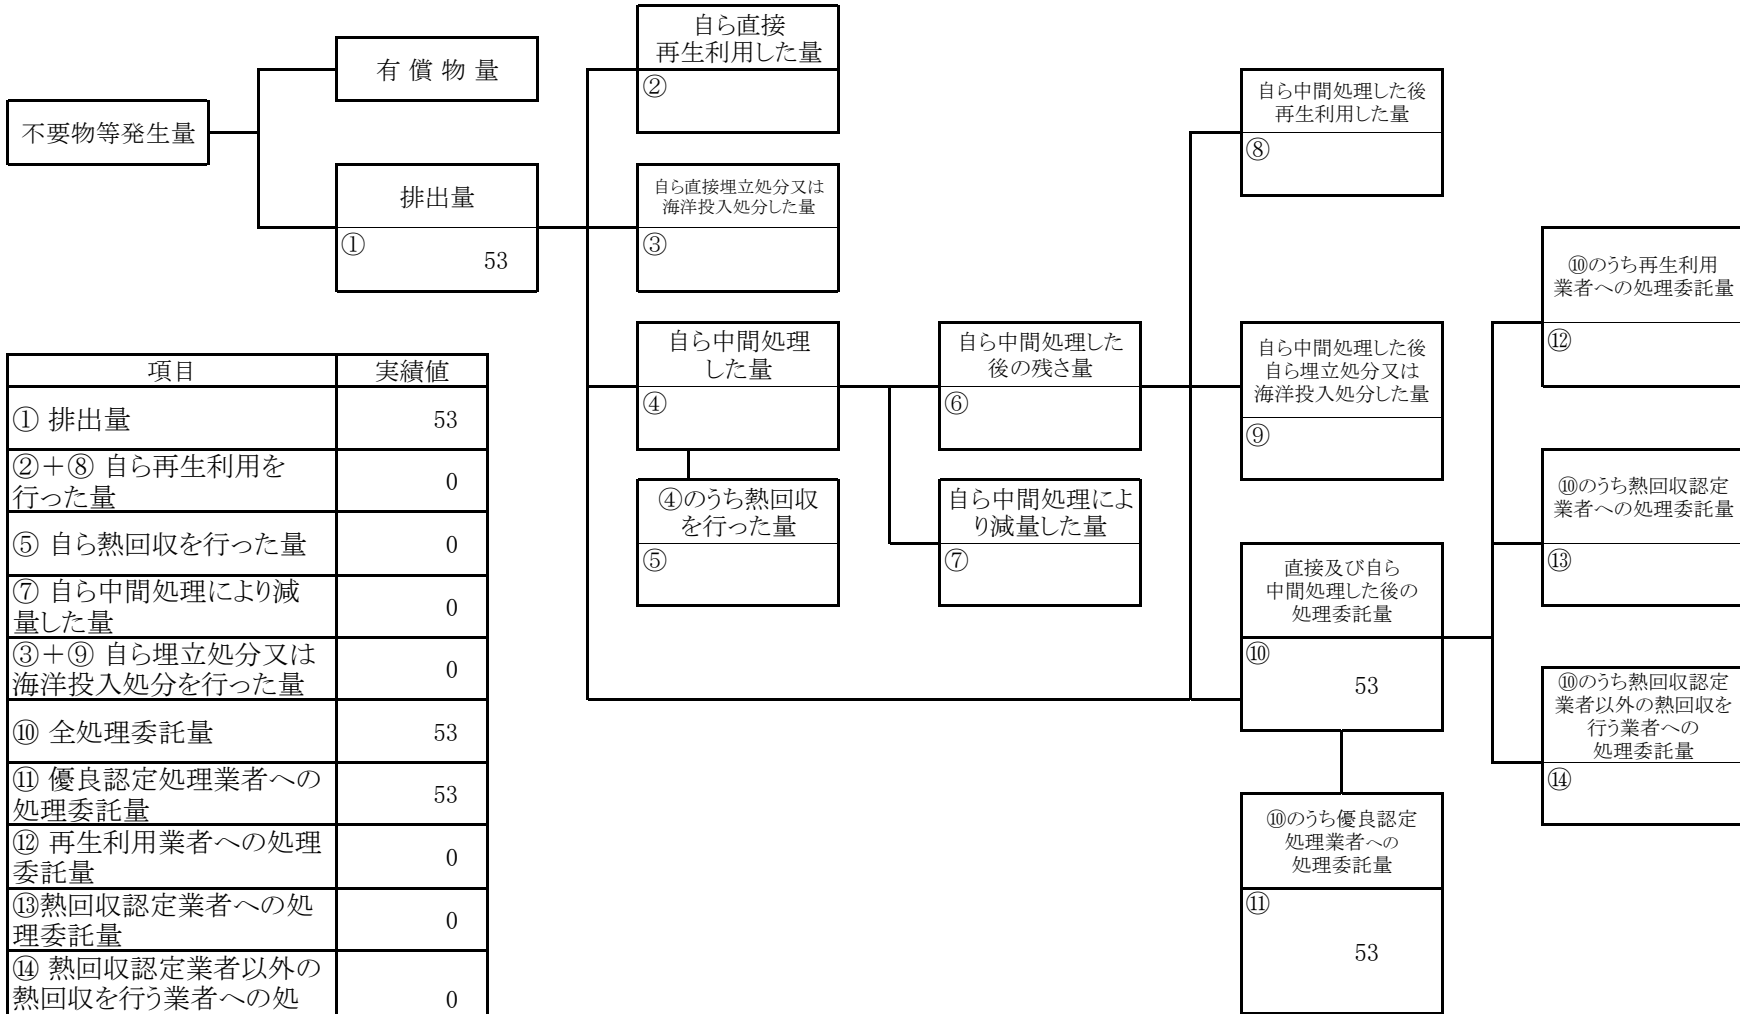 自ら直接
再生利用した量
②
有 償 物 量
不要物等発生量
自ら中間処理した後
再生利用した量
⑧
排出量
①
53
自ら直接埋立処分又は
海洋投入処分した量
③
⑩のうち再生利用
業者への処理委託量
⑫
自ら中間処理
した量
④
自ら中間処理した
後の残さ量
⑥
自ら中間処理した後
自ら埋立処分又は
海洋投入処分した量
⑨
④のうち熱回収
を行った量
⑤
自ら中間処理によ
り減量した量
⑦
⑩のうち熱回収認定
業者への処理委託量
⑬
直接及び自ら
中間処理した後の
処理委託量
⑩
53
⑩のうち熱回収認定
業者以外の熱回収を
行う業者への
処理委託量
⑭
⑩のうち優良認定
処理業者への
処理委託量
⑪
53
項目 実績値
① 排出量 53
②+⑧ 自ら再生利用を
行った量 0
⑤ 自ら熱回収を行った量 0
⑦ 自ら中間処理により減
量した量 0
③+⑨ 自ら埋立処分又は
海洋投入処分を行った量 0
⑩ 全処理委託量 53
⑪ 優良認定処理業者への
処理委託量 53
⑫ 再生利用業者への処理
委託量 0
⑬熱回収認定業者への処
理委託量 0
⑭ 熱回収認定業者以外の
熱回収を行う業者への処 0